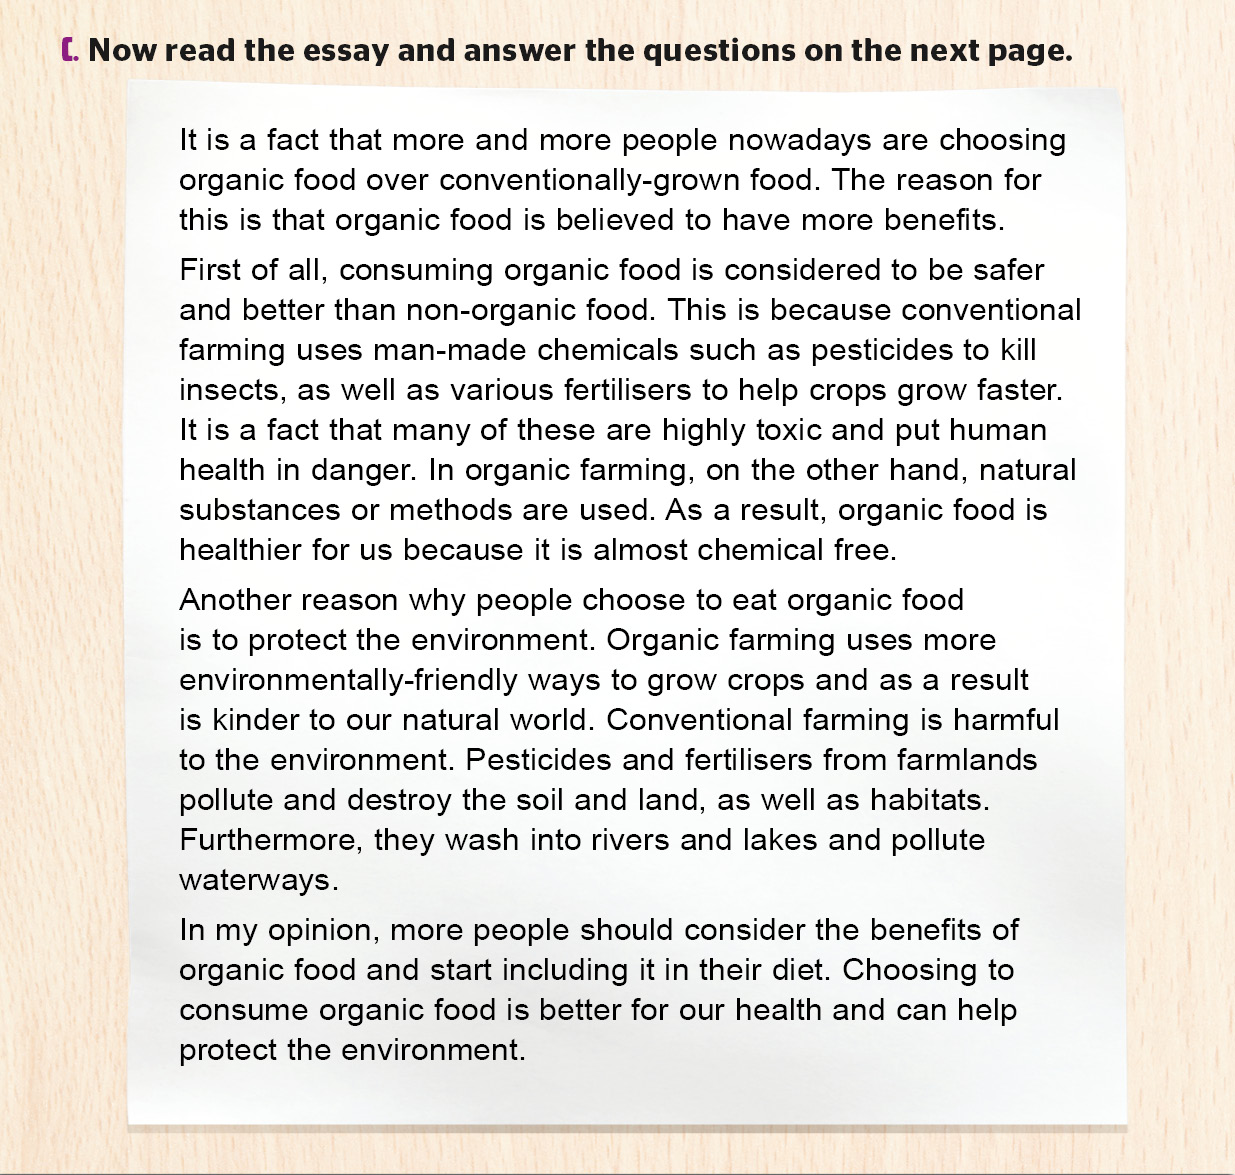 C. Now read the essay and answer the questions on the next page.
It is a fact that more and more people nowadays are choosing
organic food over conventionally-grown food. The reason for
this is that organic food is believed to have more benefits.
First of all, consuming organic food is considered to be safer
and better than non-organic food. This is because conventional
farming uses man-made chemicals such as pesticides to kill
insects, as well as various fertilisers to help crops grow faster.
It is a fact that many of these are highly toxic and put human
health in danger. In organic farming, on the other hand, natural
substances or methods are used. As a result, organic food is
healthier for us because it is almost chemical free.
Another reason why people choose to eat organic food
is to protect the environment. Organic farming uses more
environmentally-friendly ways to grow crops and as a result
is kinder to our natural world. Conventional farming is harmful
to the environment. Pesticides and fertilisers from farmlands
pollute and destroy the soil and land, as well as habitats.
Furthermore, they wash into rivers and lakes and pollute
waterways.
In my opinion, more people should consider the benefits of
organic food and start including it in their diet. Choosing to
consume organic food is better for our health and can help
protect the environment.